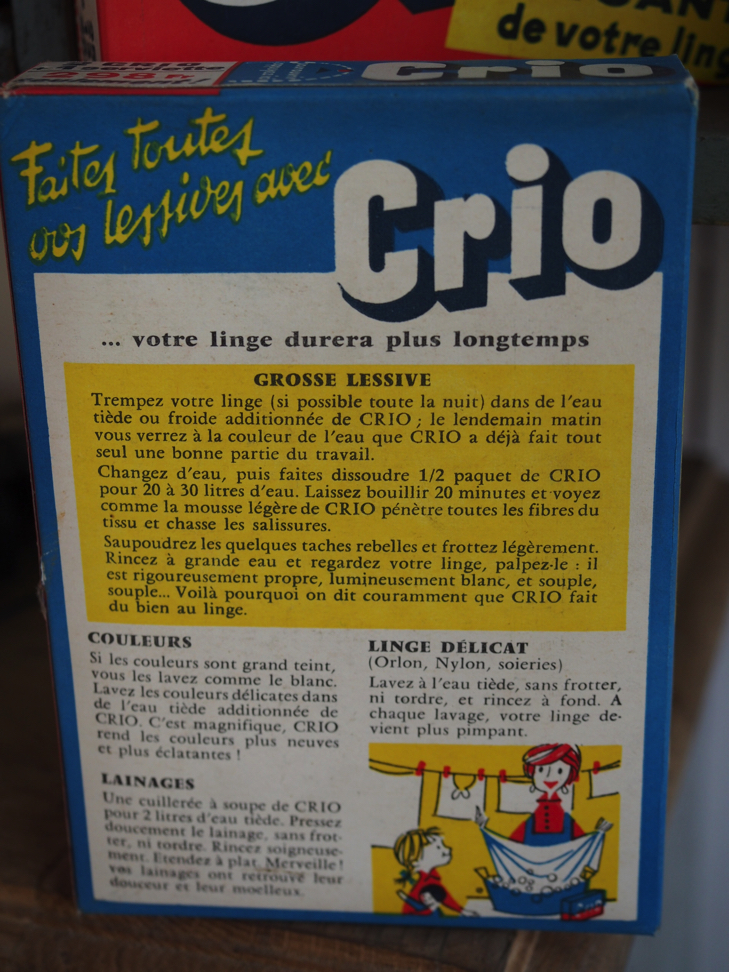 de votre linge
298
Crio
Faites toutes
vos lessives avec
Crio
... votre linge durera plus longtemps
GROSSE LESSIVE
Trempez votre linge (si possible toute la nuit) dans de l'eau
tiède ou froide additionnée de CRIO ; le lendemain matin
vous verrez à la couleur de l'eau que CRIO a déjà fait tout
seul une bonne partie du travail.
Changez d'eau, puis faites dissoudre 1/2 paquet de CRIO
pour 20 à 30 litres d'eau. Laissez bouillir 20 minutes et voyez
comme la mousse légère de CRIO pénètre toutes les fibres du
tissu et chasse les salissures.
Saupoudrez les quelques taches rebelles et frottez légèrement.
Rincez à grande eau et regardez votre linge, palpez-le : il
est rigoureusement propre, lumineusement blanc, et souple,
souple... Voilà pourquoi on dit couramment que CRIO fait
du bien au linge.
COULEURS
Si les couleurs sont grand teint,
vous les lavez comme le blanc.
Lavez les couleurs délicates dans
de l'eau tiède additionnée de
CRIO. C'est magnifique, CRIO
rend les couleurs plus neuves
et plus éclatantes !
LAINAGES
Une cuillerée à soupe de CRIO
pour 2 litres d'eau tiède. Pressez
doucement le lainage, sans frot-
ter, ni tordre. Rincez soigneuse-
ment. Etendez à plat. Merveille !
vos lainages ont retrouvé leur
douceur et leur moelleux.
LINGE DÉLICAT
(Orlon, Nylon, soieries)
Lavez à l'eau tiède, sans frotter,
ni tordre, et rincez à fond. A
chaque lavage, votre linge de-
vient plus pimpant.